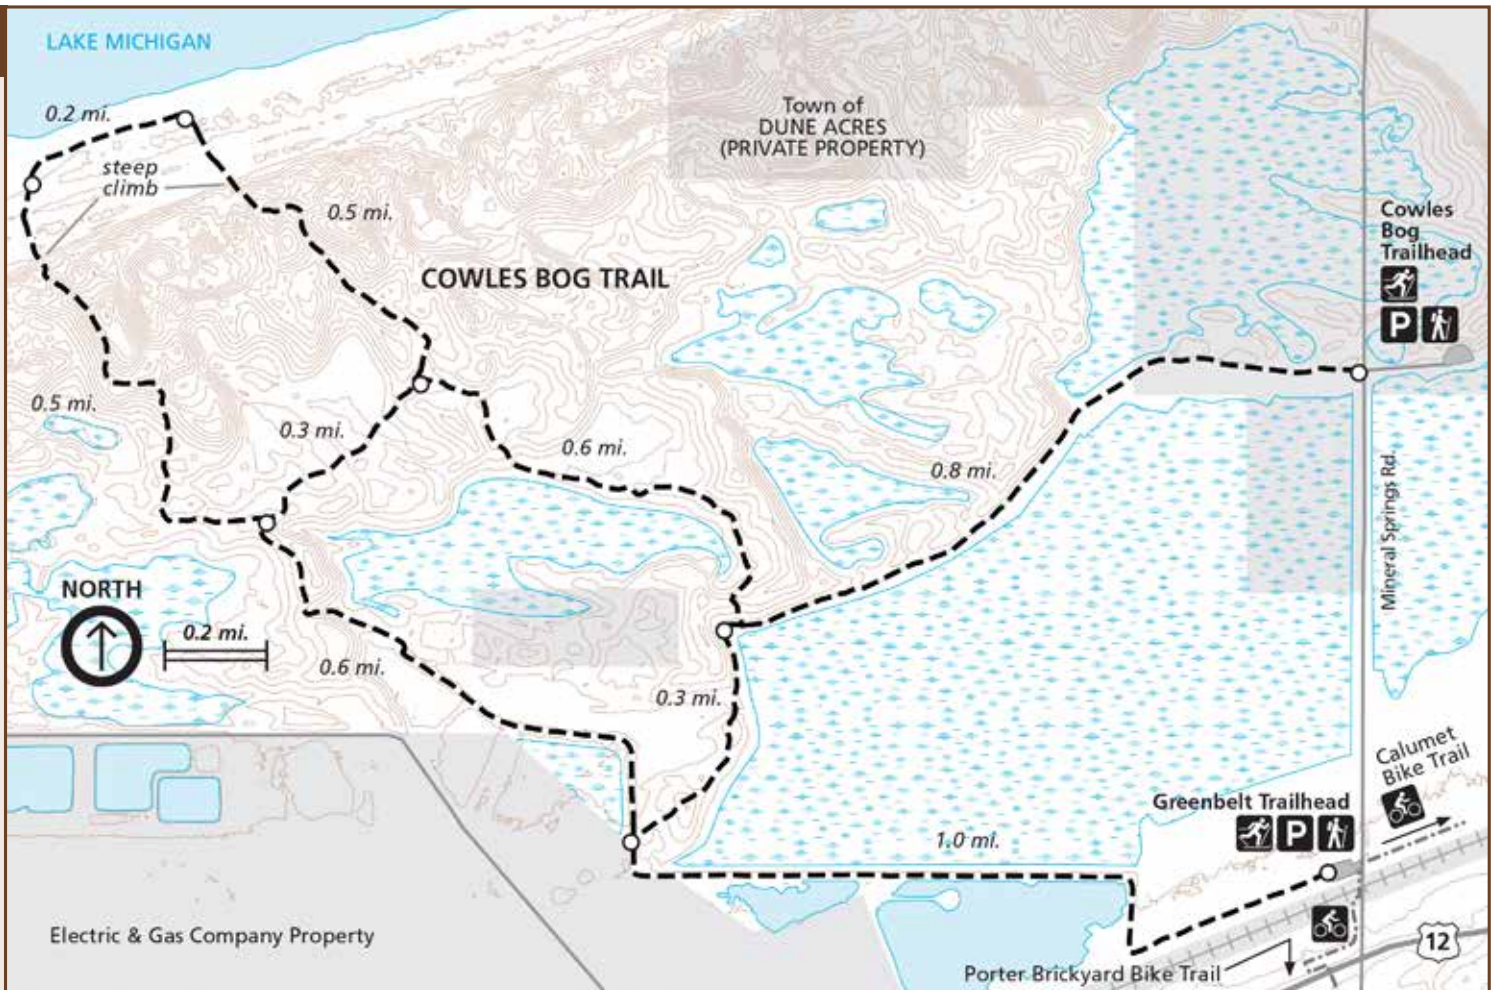 LAKE MICHIGAN
0.2 mi.
steep
climb
Town of
DUNE ACRES
(PRIVATE PROPERTY)
0.5 mi.
Cowles
Bog
Trailhead
P
COWLES BOG TRAIL
0.5 mi.
0.3 mi.
0.6 mi.
0.8 mi.
Mineral Springs Rd.
NORTH
0.2 mi.
0.6 mi.
0.3 mi.
Calumet
Bike Trail
Greenbelt Trailhead
P
1.0 mi.
Electric & Gas Company Property
12
Porter Brickyard Bike Trail